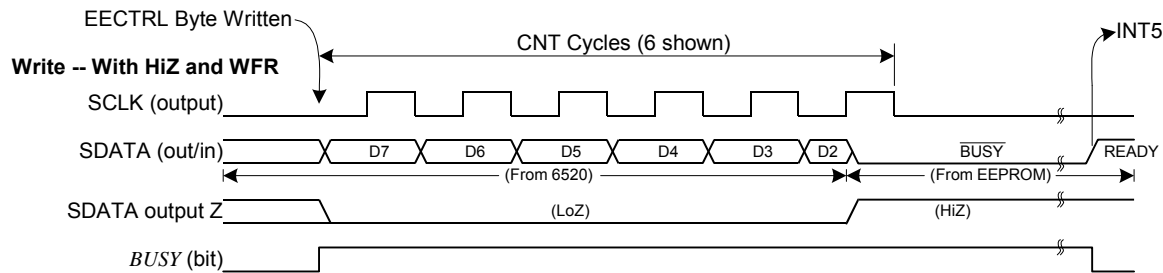 EECTRL Byte Written
INT5
CNT Cycles (6 shown)
Write -- With HiZ and WFR
SCLK (output)
SDATA (out/in)
D7
D6
D5
D4
D3
D2
BUSY
READY
(From 6520)
(From EEPROM)
SDATA output Z
(LoZ)
(HiZ)
BUSY (bit)